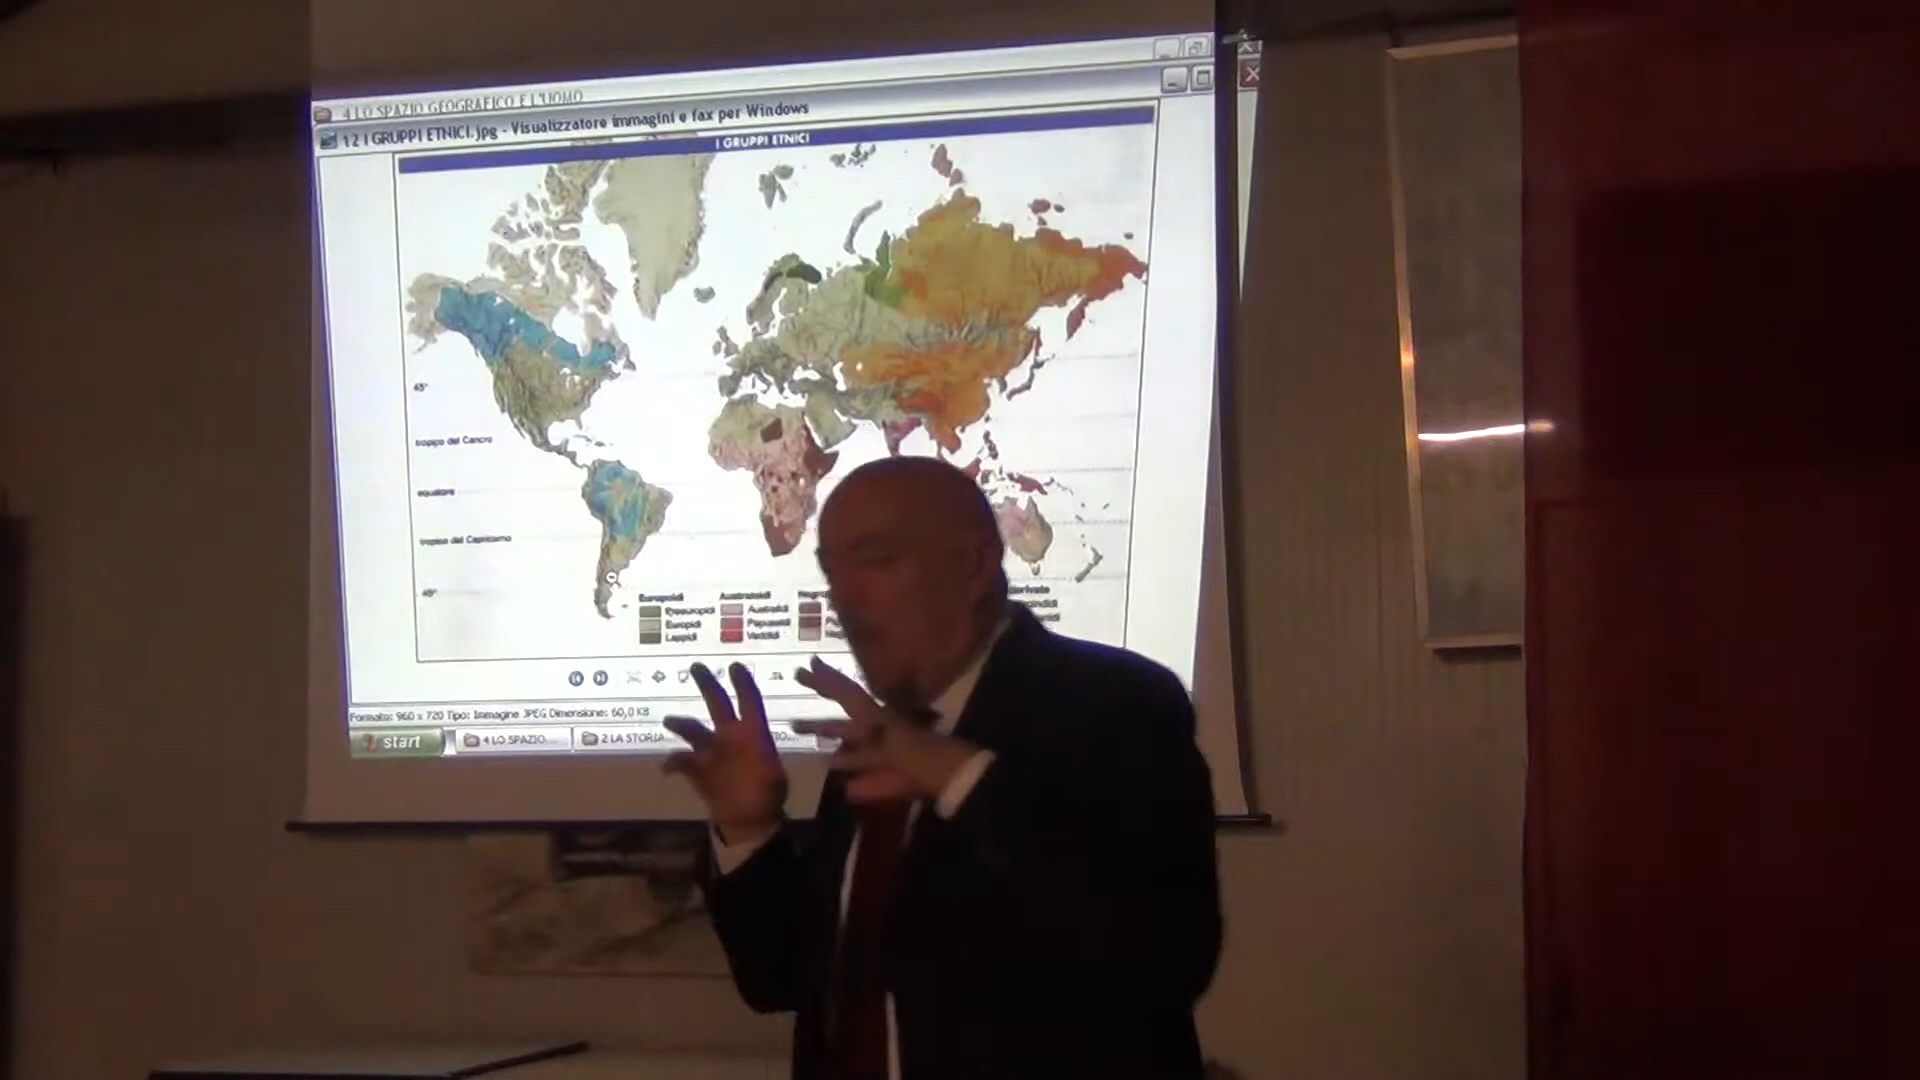 4 LO SPAZIO GEOGRAFICO E L'UOMO
12 I GRUPPI ETNICI.jpg - Visualizzatore immagini e fax per Windows
I GRUPPI ETNICI
45°
tropico del Cancro
equatore
tropico del Capricorno
45°
Europoidi
Preeuropidi
Europidi
Lappidi
Australoidi
Australidi
Papuasidi
Veddidi
Formato: 960 x 720 Tipo: Immagine JPEG Dimensione: 60,0 KB
start
4 LO SPAZIO...
2 LA STORIA